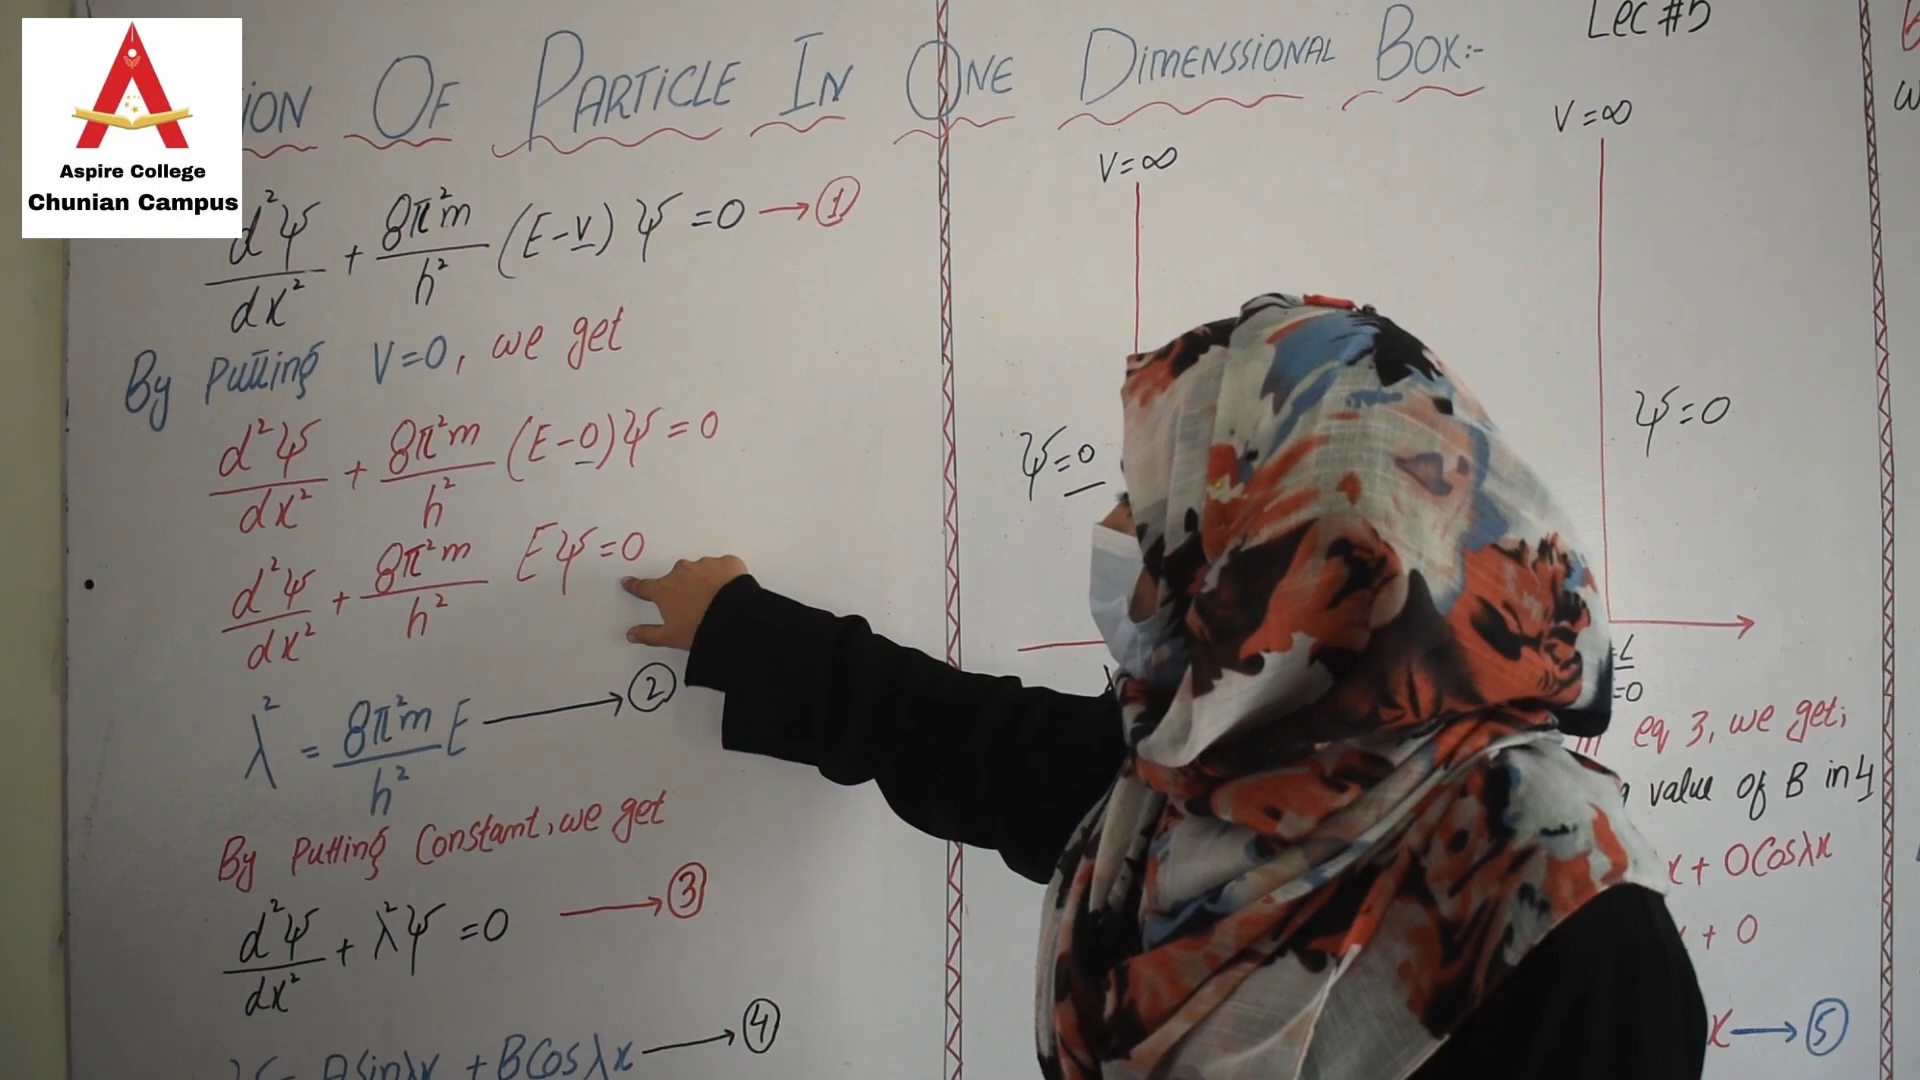 Aspire College
Chunian Campus
ION OF PARTICLE IN ONE DIMENSSIONAL BOX:-
Lec #5
d²ψ/dx² + 8π²m/h² (E-V) ψ = 0 → ①
By Putting V=0, we get
d²ψ/dx² + 8π²m/h² (E-0) ψ = 0
d²ψ/dx² + 8π²m/h² Eψ = 0
λ² = 8π²m/h² E → ②
By Putting Constant, we get
d²ψ/dx² + λ²ψ = 0 → ③
= ASinλx + BCosλx → ④
V=∞
V=∞
ψ=0
ψ=0
=L
=0
eq 3, we get;
value of B in 4
x + 0Cosλx
+ 0
x → ⑤